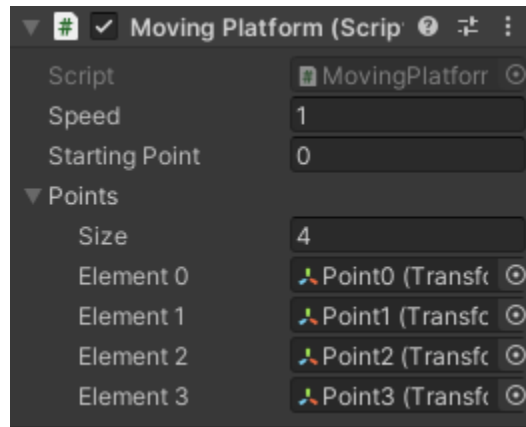 Moving Platform (Scrip
Script MovingPlatforr
Speed 1
Starting Point 0
Points
Size 4
Element 0 Point0 (Transfc
Element 1 Point1 (Transfc
Element 2 Point2 (Transfc
Element 3 Point3 (Transfc